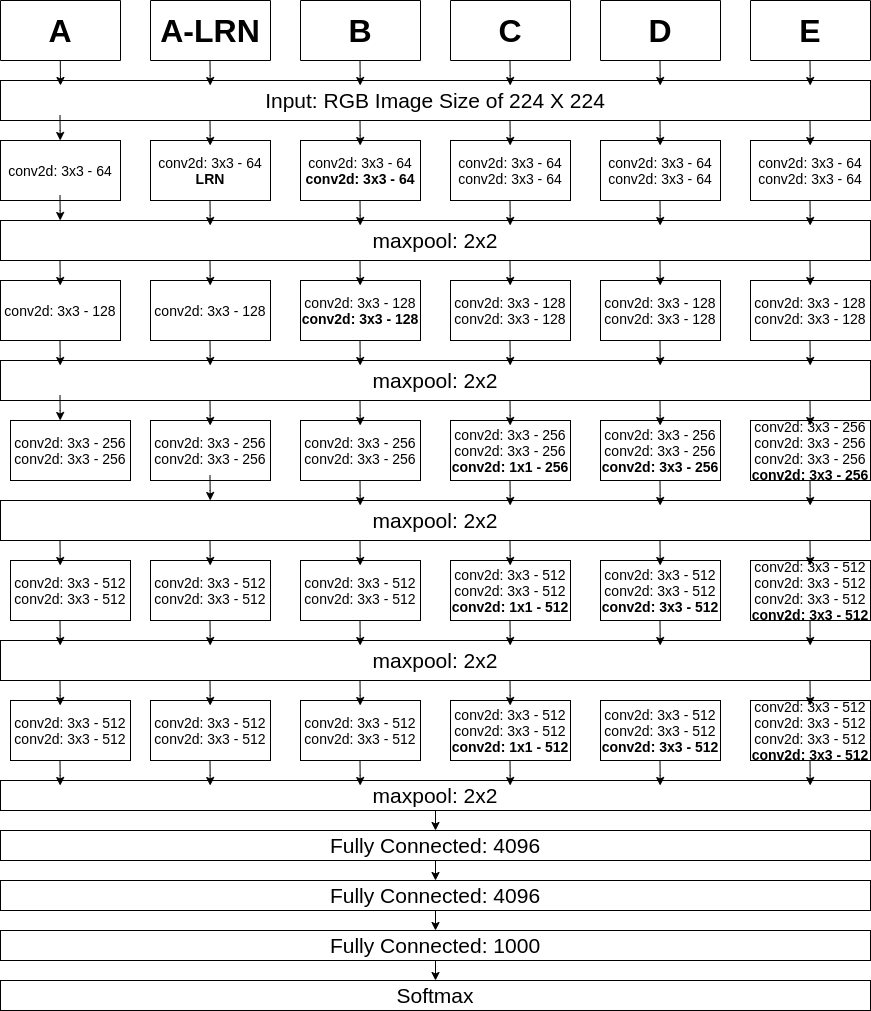 A
A-LRN
B
C
D
E
Input: RGB Image Size of 224 X 224
conv2d: 3x3 - 64
conv2d: 3x3 - 64
LRN
conv2d: 3x3 - 64
conv2d: 3x3 - 64
conv2d: 3x3 - 64
conv2d: 3x3 - 64
conv2d: 3x3 - 64
conv2d: 3x3 - 64
conv2d: 3x3 - 64
conv2d: 3x3 - 64
maxpool: 2x2
conv2d: 3x3 - 128
conv2d: 3x3 - 128
conv2d: 3x3 - 128
conv2d: 3x3 - 128
conv2d: 3x3 - 128
conv2d: 3x3 - 128
conv2d: 3x3 - 128
conv2d: 3x3 - 128
conv2d: 3x3 - 128
conv2d: 3x3 - 128
maxpool: 2x2
conv2d: 3x3 - 256
conv2d: 3x3 - 256
conv2d: 3x3 - 256
conv2d: 3x3 - 256
conv2d: 3x3 - 256
conv2d: 3x3 - 256
conv2d: 3x3 - 256
conv2d: 3x3 - 256
conv2d: 1x1 - 256
conv2d: 3x3 - 256
conv2d: 3x3 - 256
conv2d: 3x3 - 256
conv2d: 3x3 - 256
conv2d: 3x3 - 256
conv2d: 3x3 - 256
conv2d: 3x3 - 256
maxpool: 2x2
conv2d: 3x3 - 512
conv2d: 3x3 - 512
conv2d: 3x3 - 512
conv2d: 3x3 - 512
conv2d: 3x3 - 512
conv2d: 3x3 - 512
conv2d: 3x3 - 512
conv2d: 3x3 - 512
conv2d: 1x1 - 512
conv2d: 3x3 - 512
conv2d: 3x3 - 512
conv2d: 3x3 - 512
conv2d: 3x3 - 512
conv2d: 3x3 - 512
conv2d: 3x3 - 512
conv2d: 3x3 - 512
maxpool: 2x2
conv2d: 3x3 - 512
conv2d: 3x3 - 512
conv2d: 3x3 - 512
conv2d: 3x3 - 512
conv2d: 3x3 - 512
conv2d: 3x3 - 512
conv2d: 3x3 - 512
conv2d: 3x3 - 512
conv2d: 1x1 - 512
conv2d: 3x3 - 512
conv2d: 3x3 - 512
conv2d: 3x3 - 512
conv2d: 3x3 - 512
conv2d: 3x3 - 512
conv2d: 3x3 - 512
conv2d: 3x3 - 512
maxpool: 2x2
Fully Connected: 4096
Fully Connected: 4096
Fully Connected: 1000
Softmax